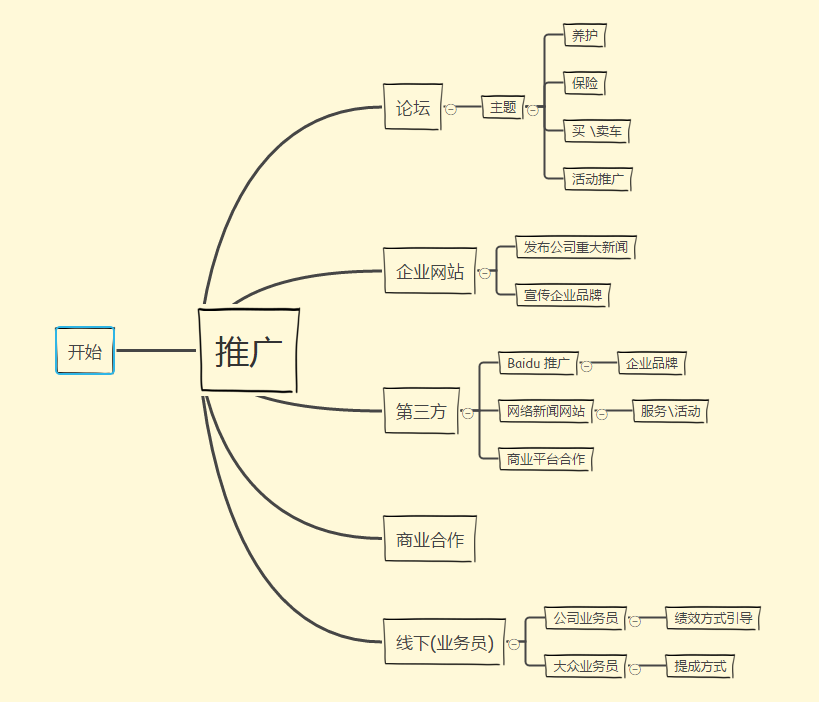 开始
推广
论坛
主题
养护
保险
买 \卖车
活动推广
企业网站
发布公司重大新闻
宣传企业品牌
第三方
Baidu 推广
企业品牌
网络新闻网站
服务\活动
商业平台合作
商业合作
线下(业务员)
公司业务员
绩效方式引导
大众业务员
提成方式